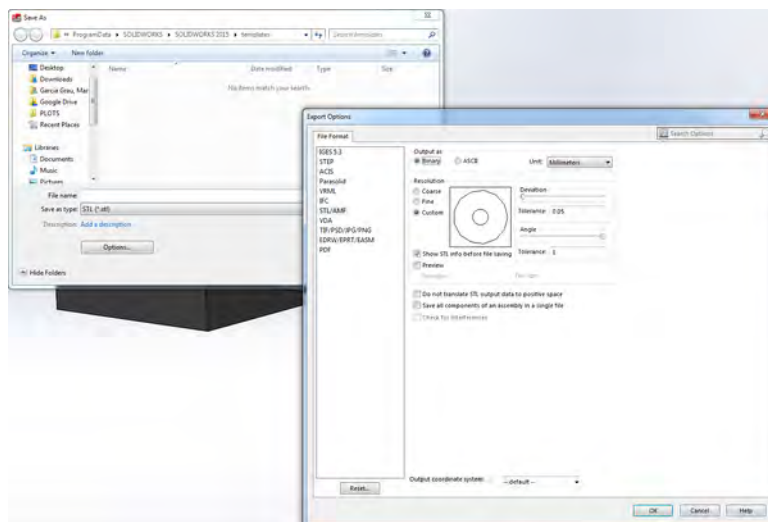 Save As
ProgramData ▸ SOLIDWORKS ▸ SOLIDWORKS 2015 ▸ templates
Organize
New folder
Name
Date modified
Type
Size
Desktop
Downloads
Garcia Grau, Mar
Google Drive
PLOTS
Recent Places
Libraries
Documents
Music
Pictures
No items match your search.
File name:
Save as type: STL (*.stl)
Description: Add a description
Options...
Hide Folders
Export Options
File Format
Search Options
IGES 5.3
STEP
ACIS
Parasolid
VRML
IFC
STL/AMF
VDA
TIF/PSD/JPG/PNG
EDRW/EPRT/EASM
PDF
Reset...
Output as
Binary
ASCII
Unit: Millimeters
Resolution
Coarse
Fine
Custom
Deviation
Tolerance: 0.05
Angle
Tolerance: 1
Show STL info before file saving
Preview
Do not translate STL output data to positive space
Save all components of an assembly in a single file
Check for interferences
Output coordinate system: -- default --
OK
Cancel
Help